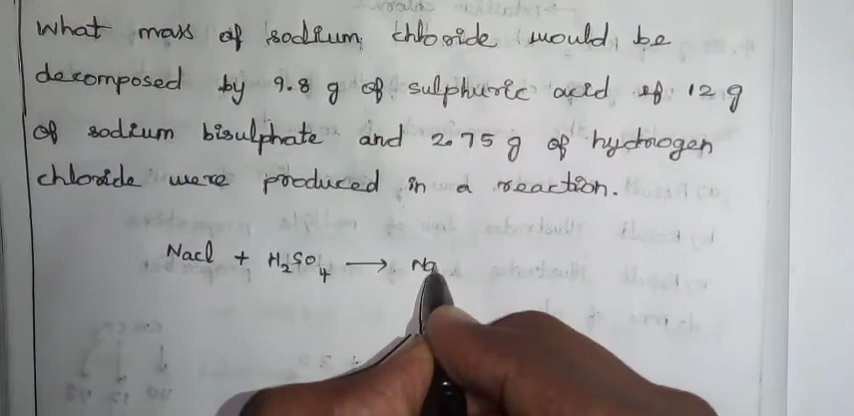 What mass of sodium chloride would be
decomposed by 9.8 g of sulphuric acid if 12 g
of sodium bisulphate and 2.75 g of hydrogen
chloride were produced in a reaction.
Nacl + H₂SO₄ → Na